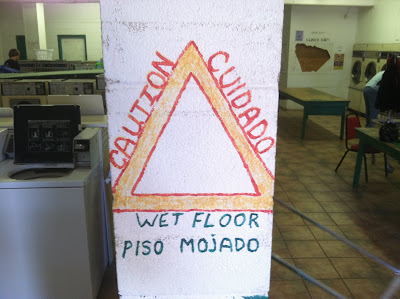 CAUTION
CUIDADO
WET FLOOR
PISO MOJADO